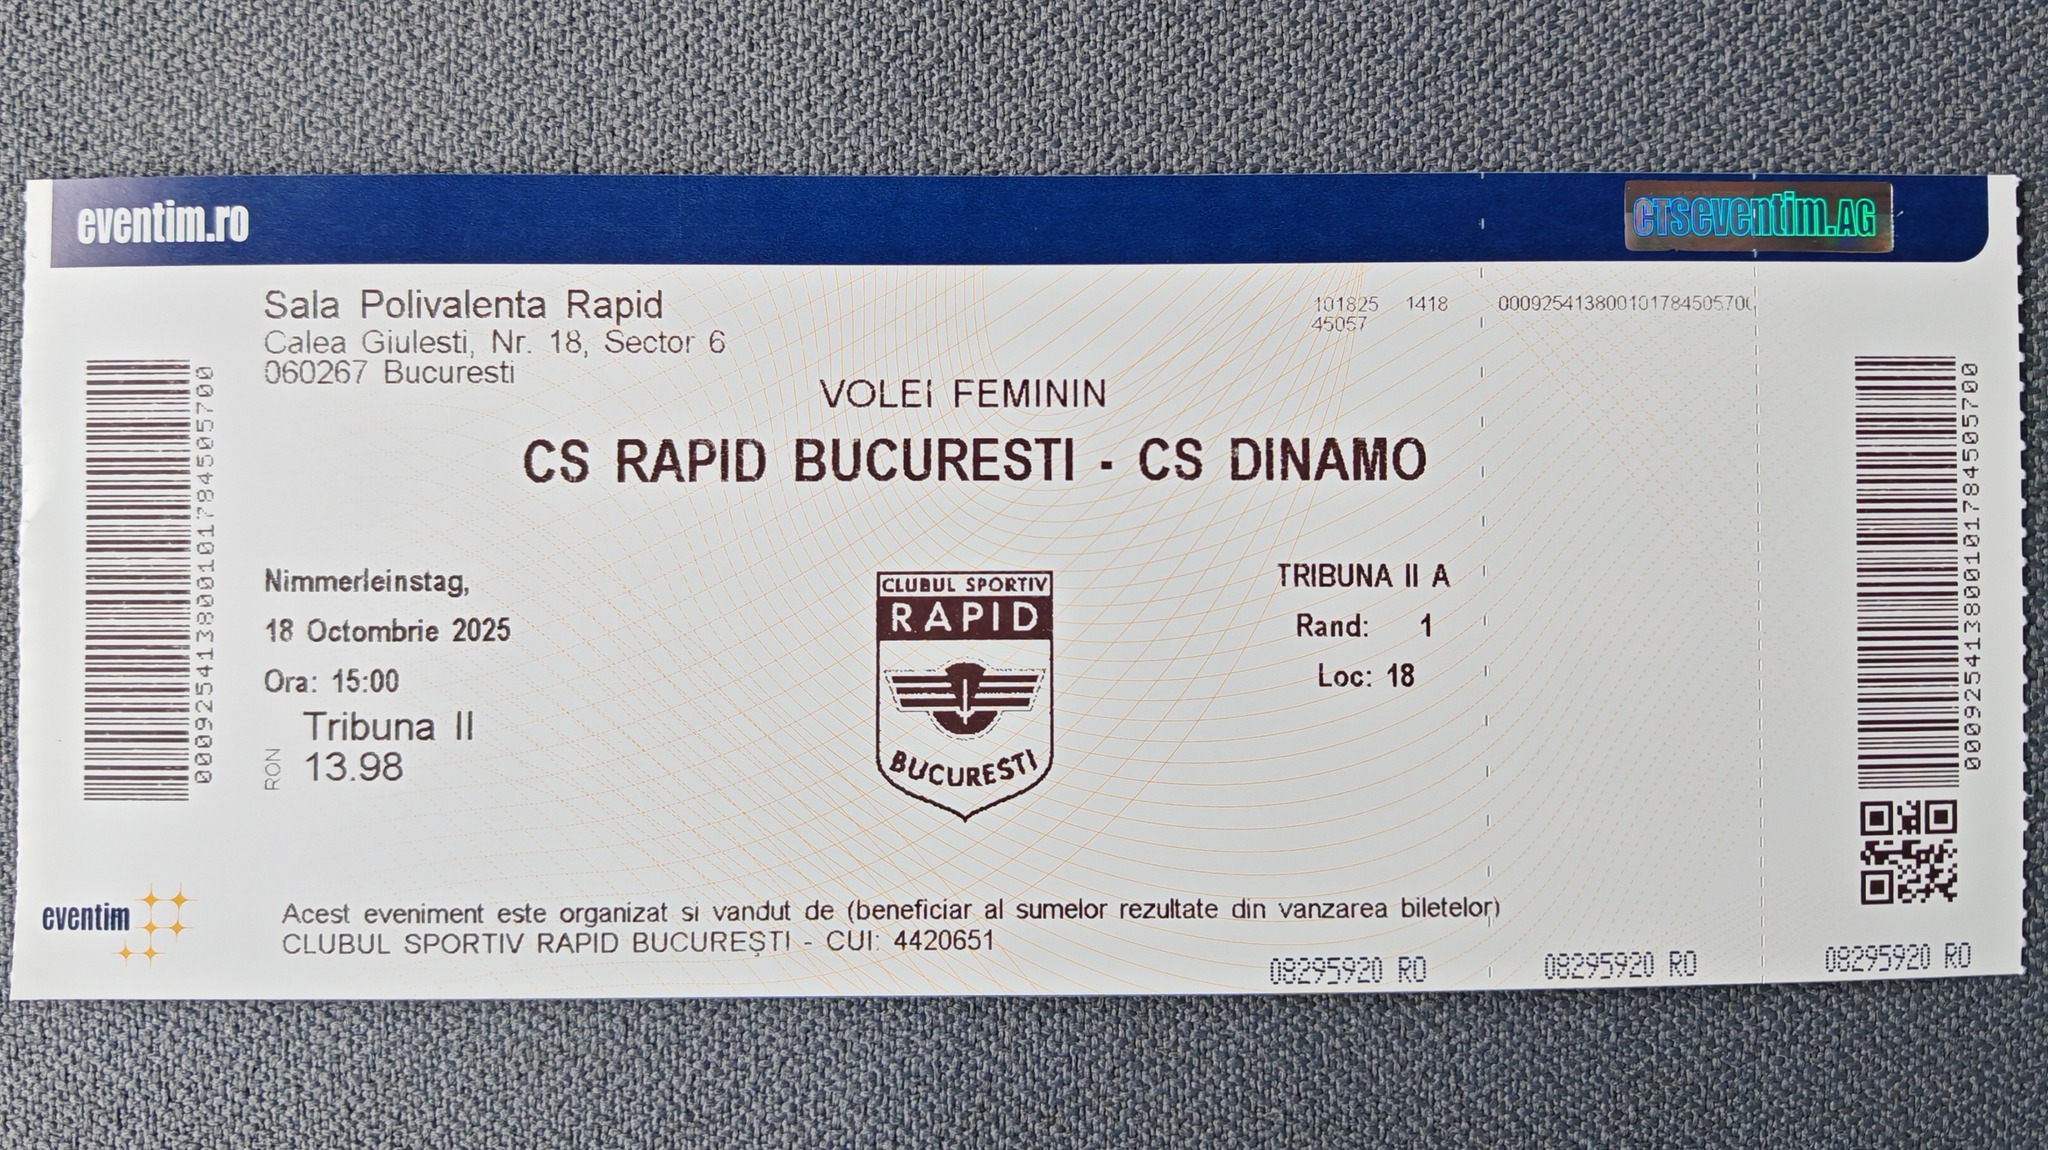 eventim.ro
CTSeventim.AG
Sala Polivalenta Rapid
Calea Giulesti, Nr. 18, Sector 6
060267 Bucuresti
101825 1418
45057
00092541380010178450570
VOLEI FEMININ
CS RAPID BUCURESTI - CS DINAMO
Nimmerleinstag,
18 Octombrie 2025
Ora: 15:00
Tribuna II
RON 13.98
CLUBUL SPORTIV
RAPID
BUCURESTI
TRIBUNA II A
Rand: 1
Loc: 18
000925413800101784505700
000925413800101784505700
eventim
Acest eveniment este organizat si vandut de (beneficiar al sumelor rezultate din vanzarea biletelor)
CLUBUL SPORTIV RAPID BUCUREŞTI - CUI: 4420651
08295920 RO
08295920 RO
08295920 RO